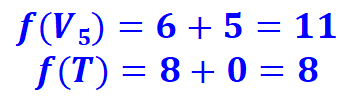 f(V₅) = 6 + 5 = 11
f(T) = 8 + 0 = 8